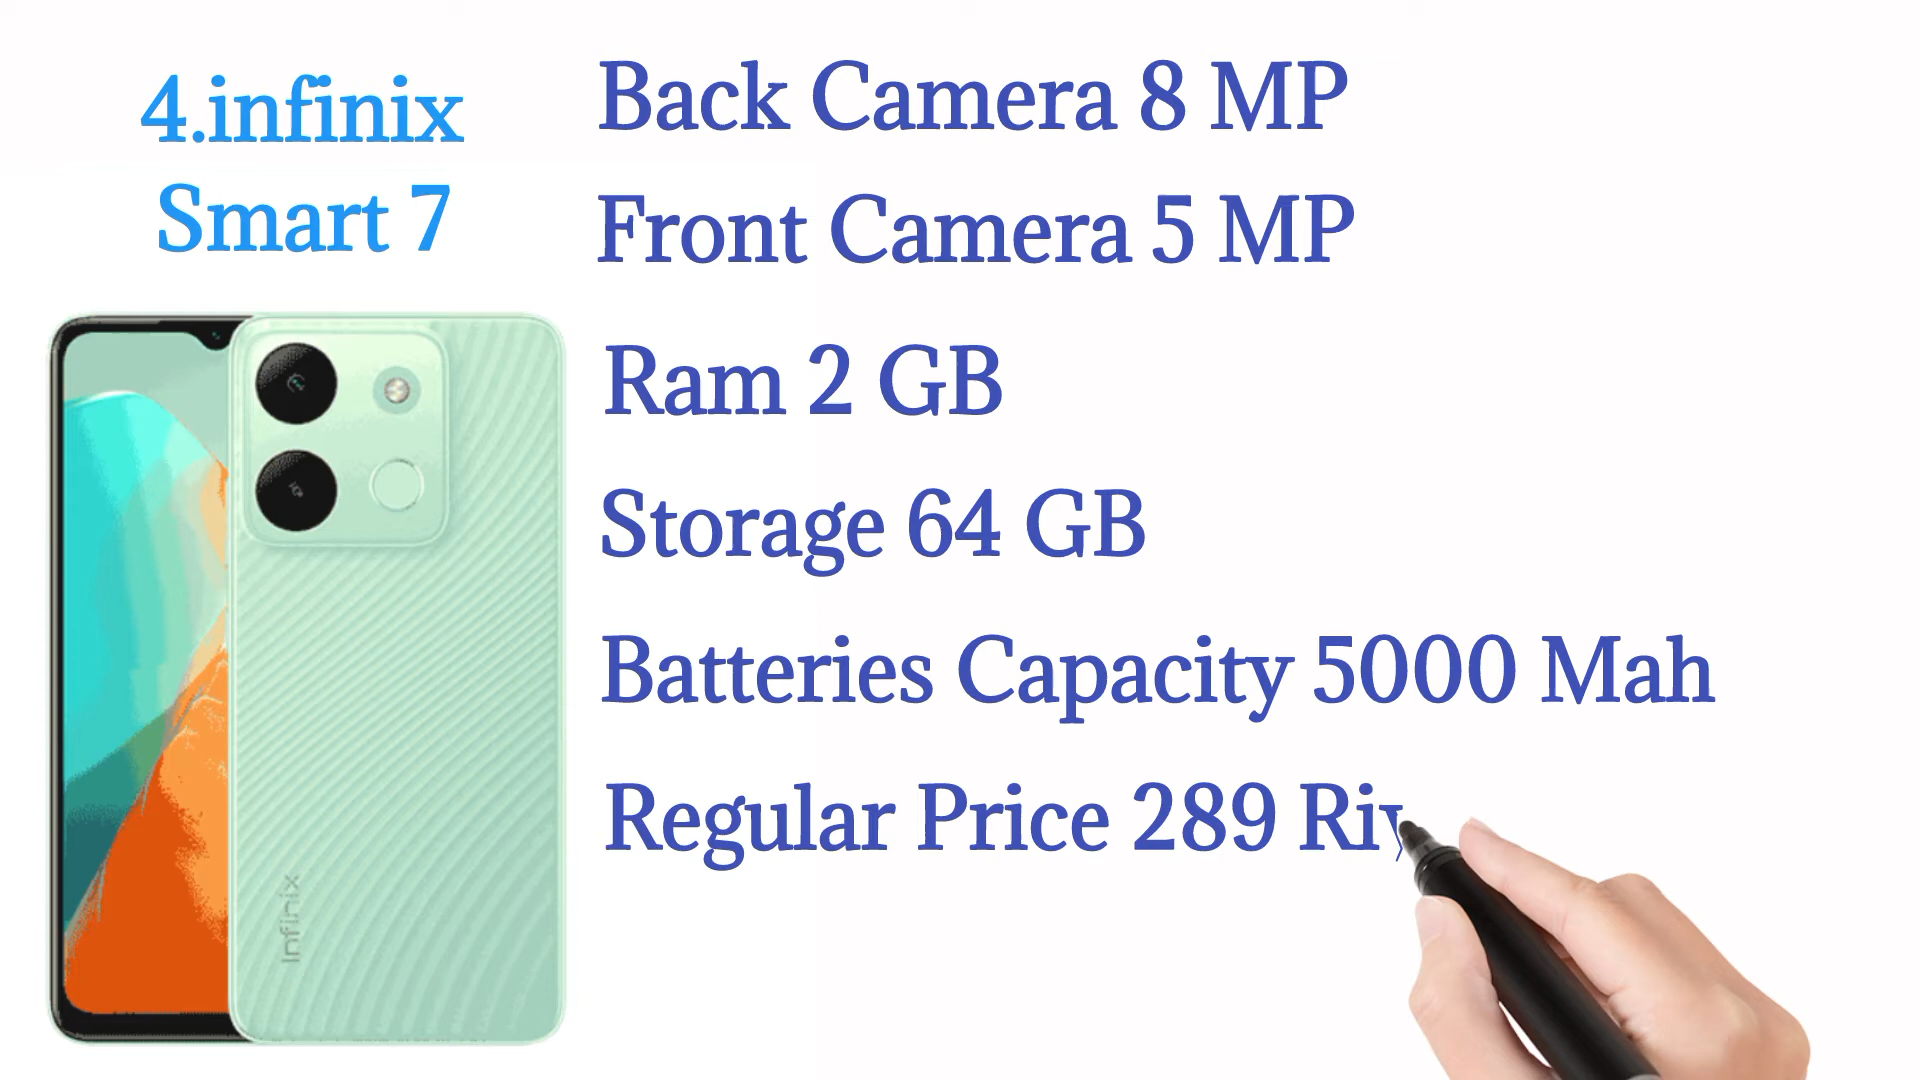 4.infinix
Smart 7
Back Camera 8 MP
Front Camera 5 MP
Ram 2 GB
Storage 64 GB
Batteries Capacity 5000 Mah
Regular Price 289 Riy
Infinix